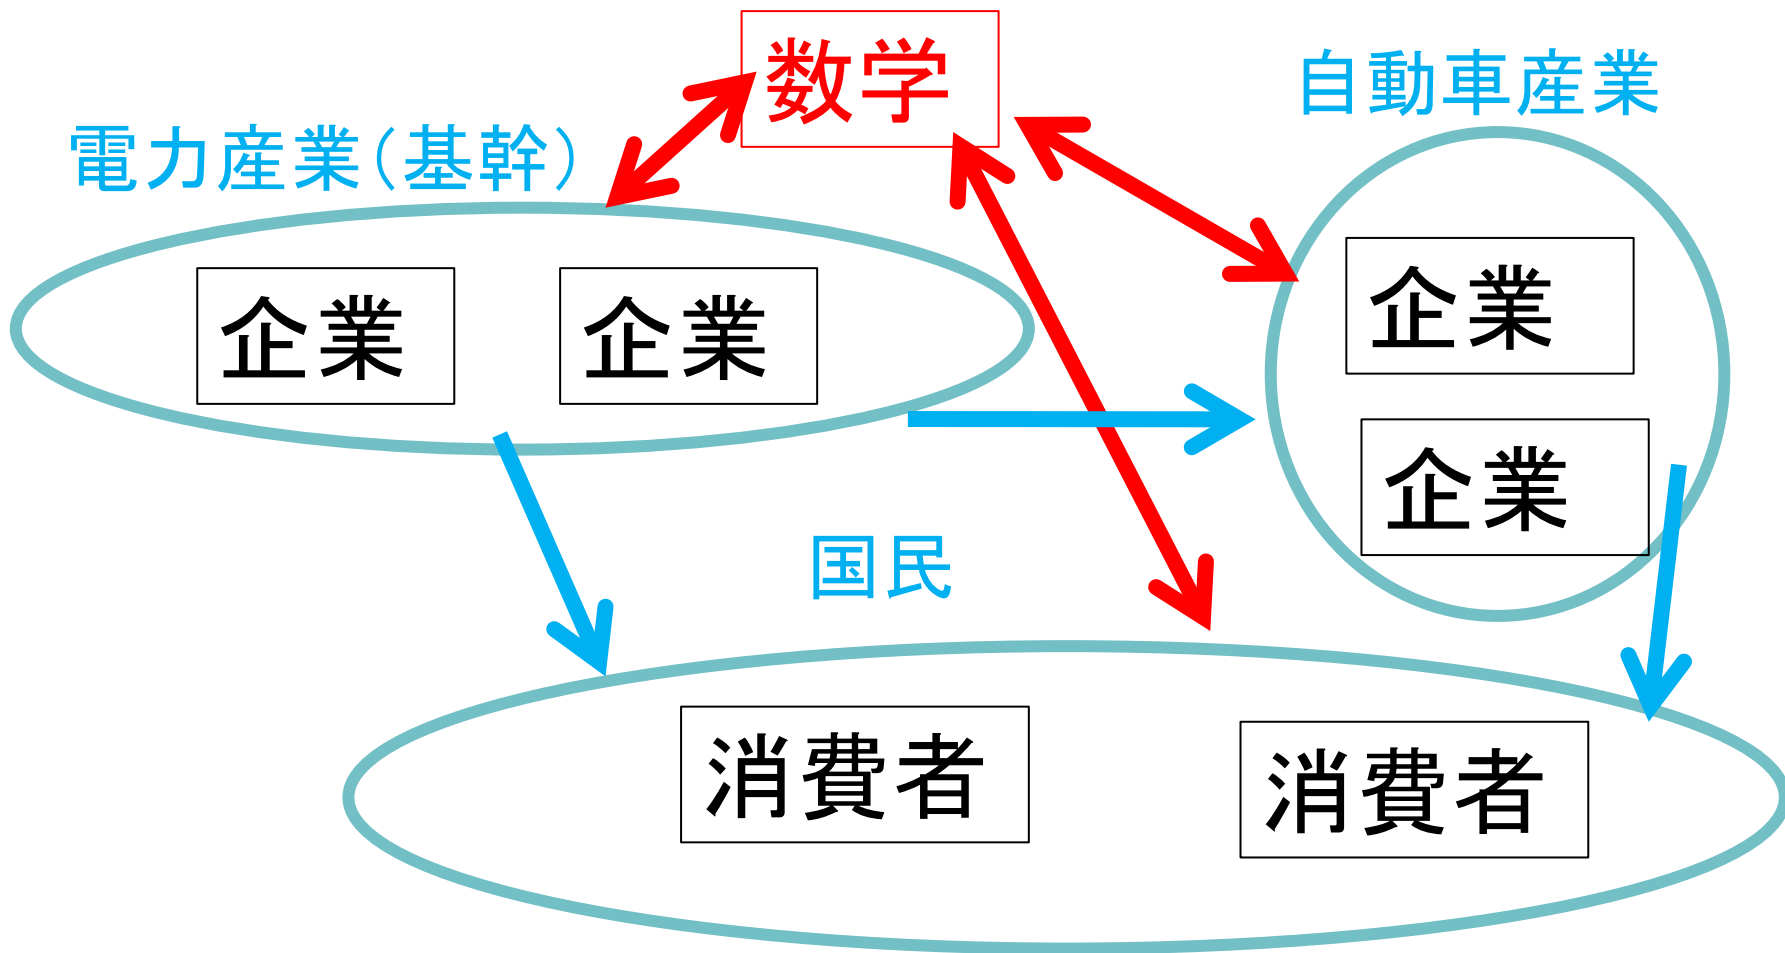 数学
自動車産業
電力産業(基幹)
企業
企業
企業
企業
国民
消費者
消費者